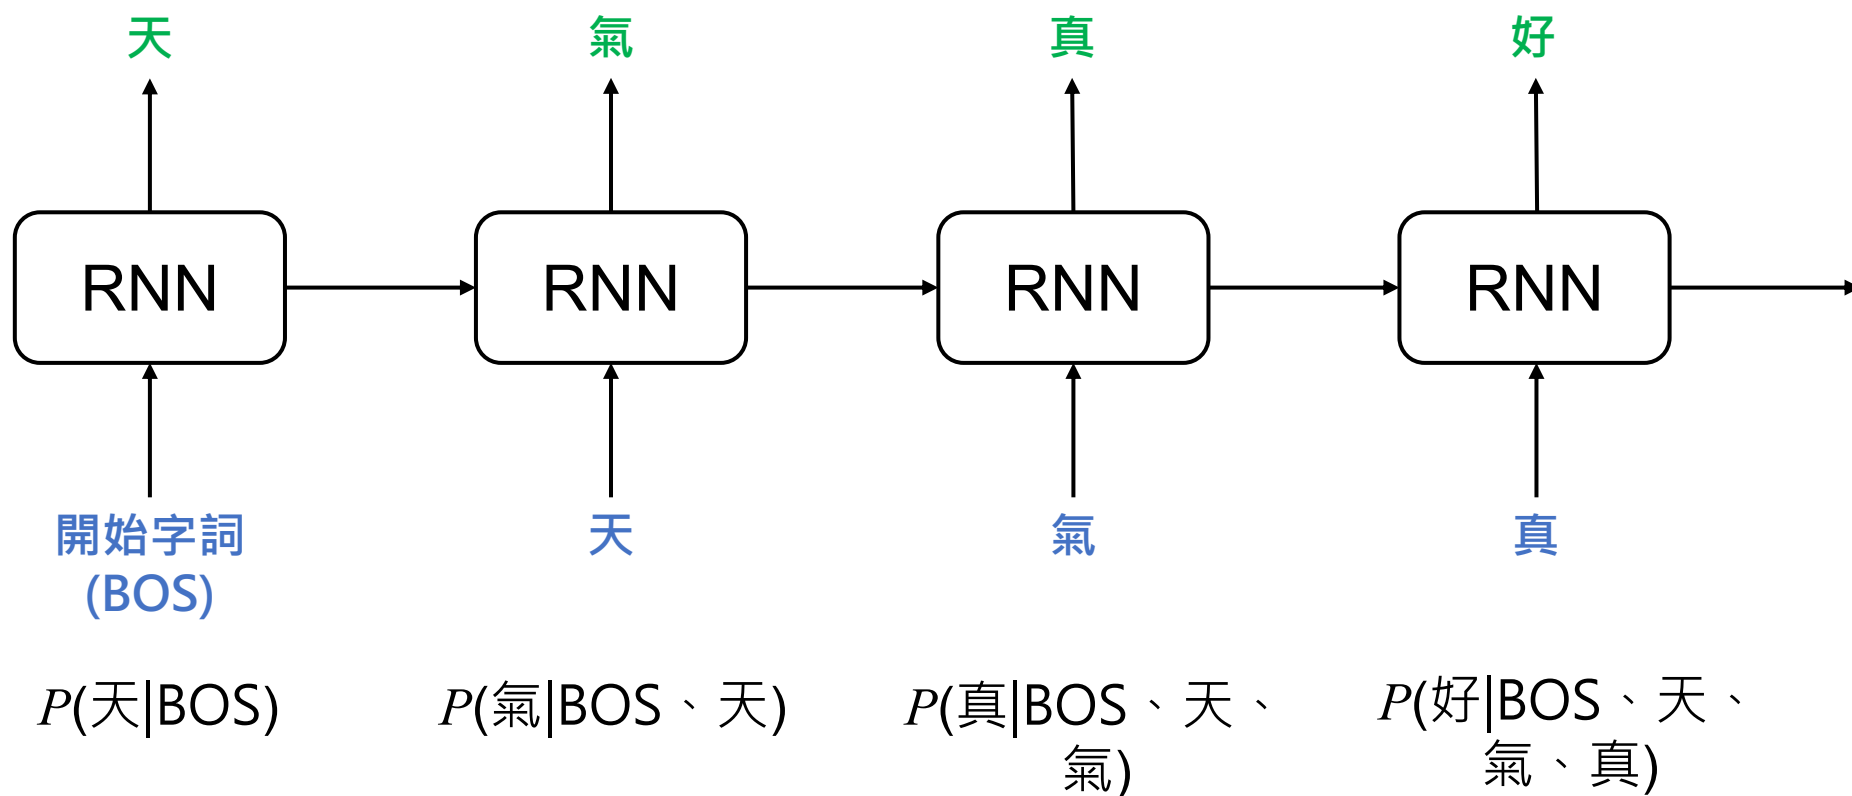 天 氣 真 好
RNN RNN RNN RNN
開始字詞 天 氣 真
(BOS)
P(天|BOS) P(氣|BOS、天) P(真|BOS、天、 P(好|BOS、天、
氣) 氣、真)